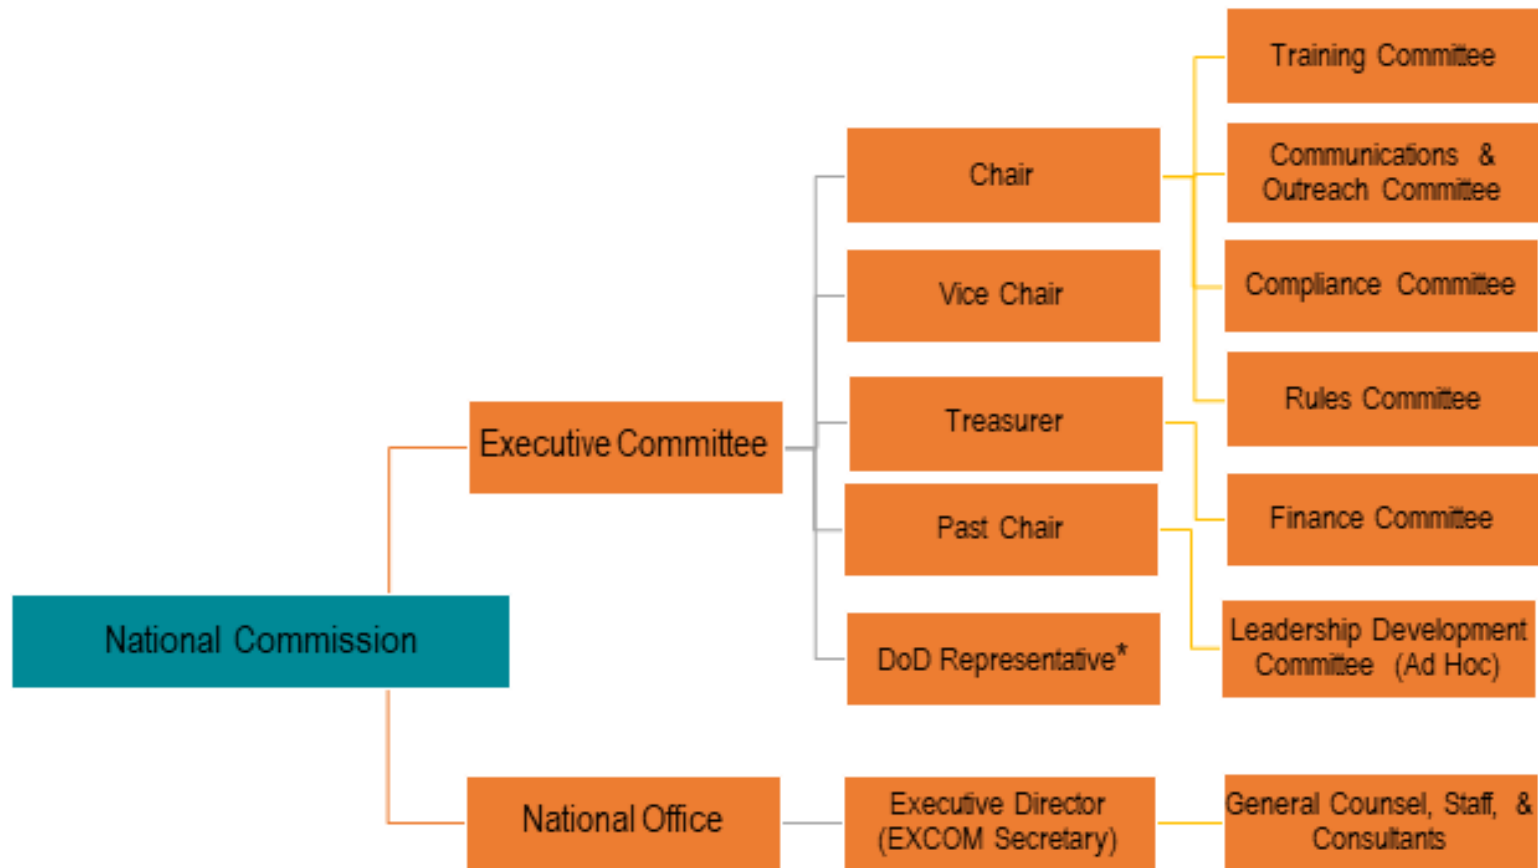 Training Committee
Communications &
Outreach Committee
Chair
Vice Chair
Compliance Committee
Rules Committee
Treasurer
Executive Committee
Past Chair
Finance Committee
National Commission
DoD Representative*
Leadership Development
Committee (Ad Hoc)
National Office
Executive Director
(EXCOM Secretary)
General Counsel, Staff, &
Consultants